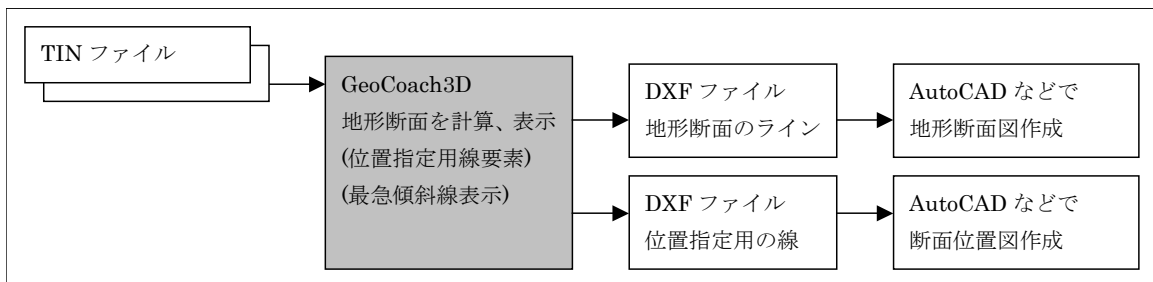 TIN ファイル
GeoCoach3D
地形断面を計算、表示
(位置指定用線要素)
(最急傾斜線表示)
DXF ファイル
地形断面のライン
AutoCAD などで
地形断面図作成
DXF ファイル
位置指定用の線
AutoCAD などで
断面位置図作成